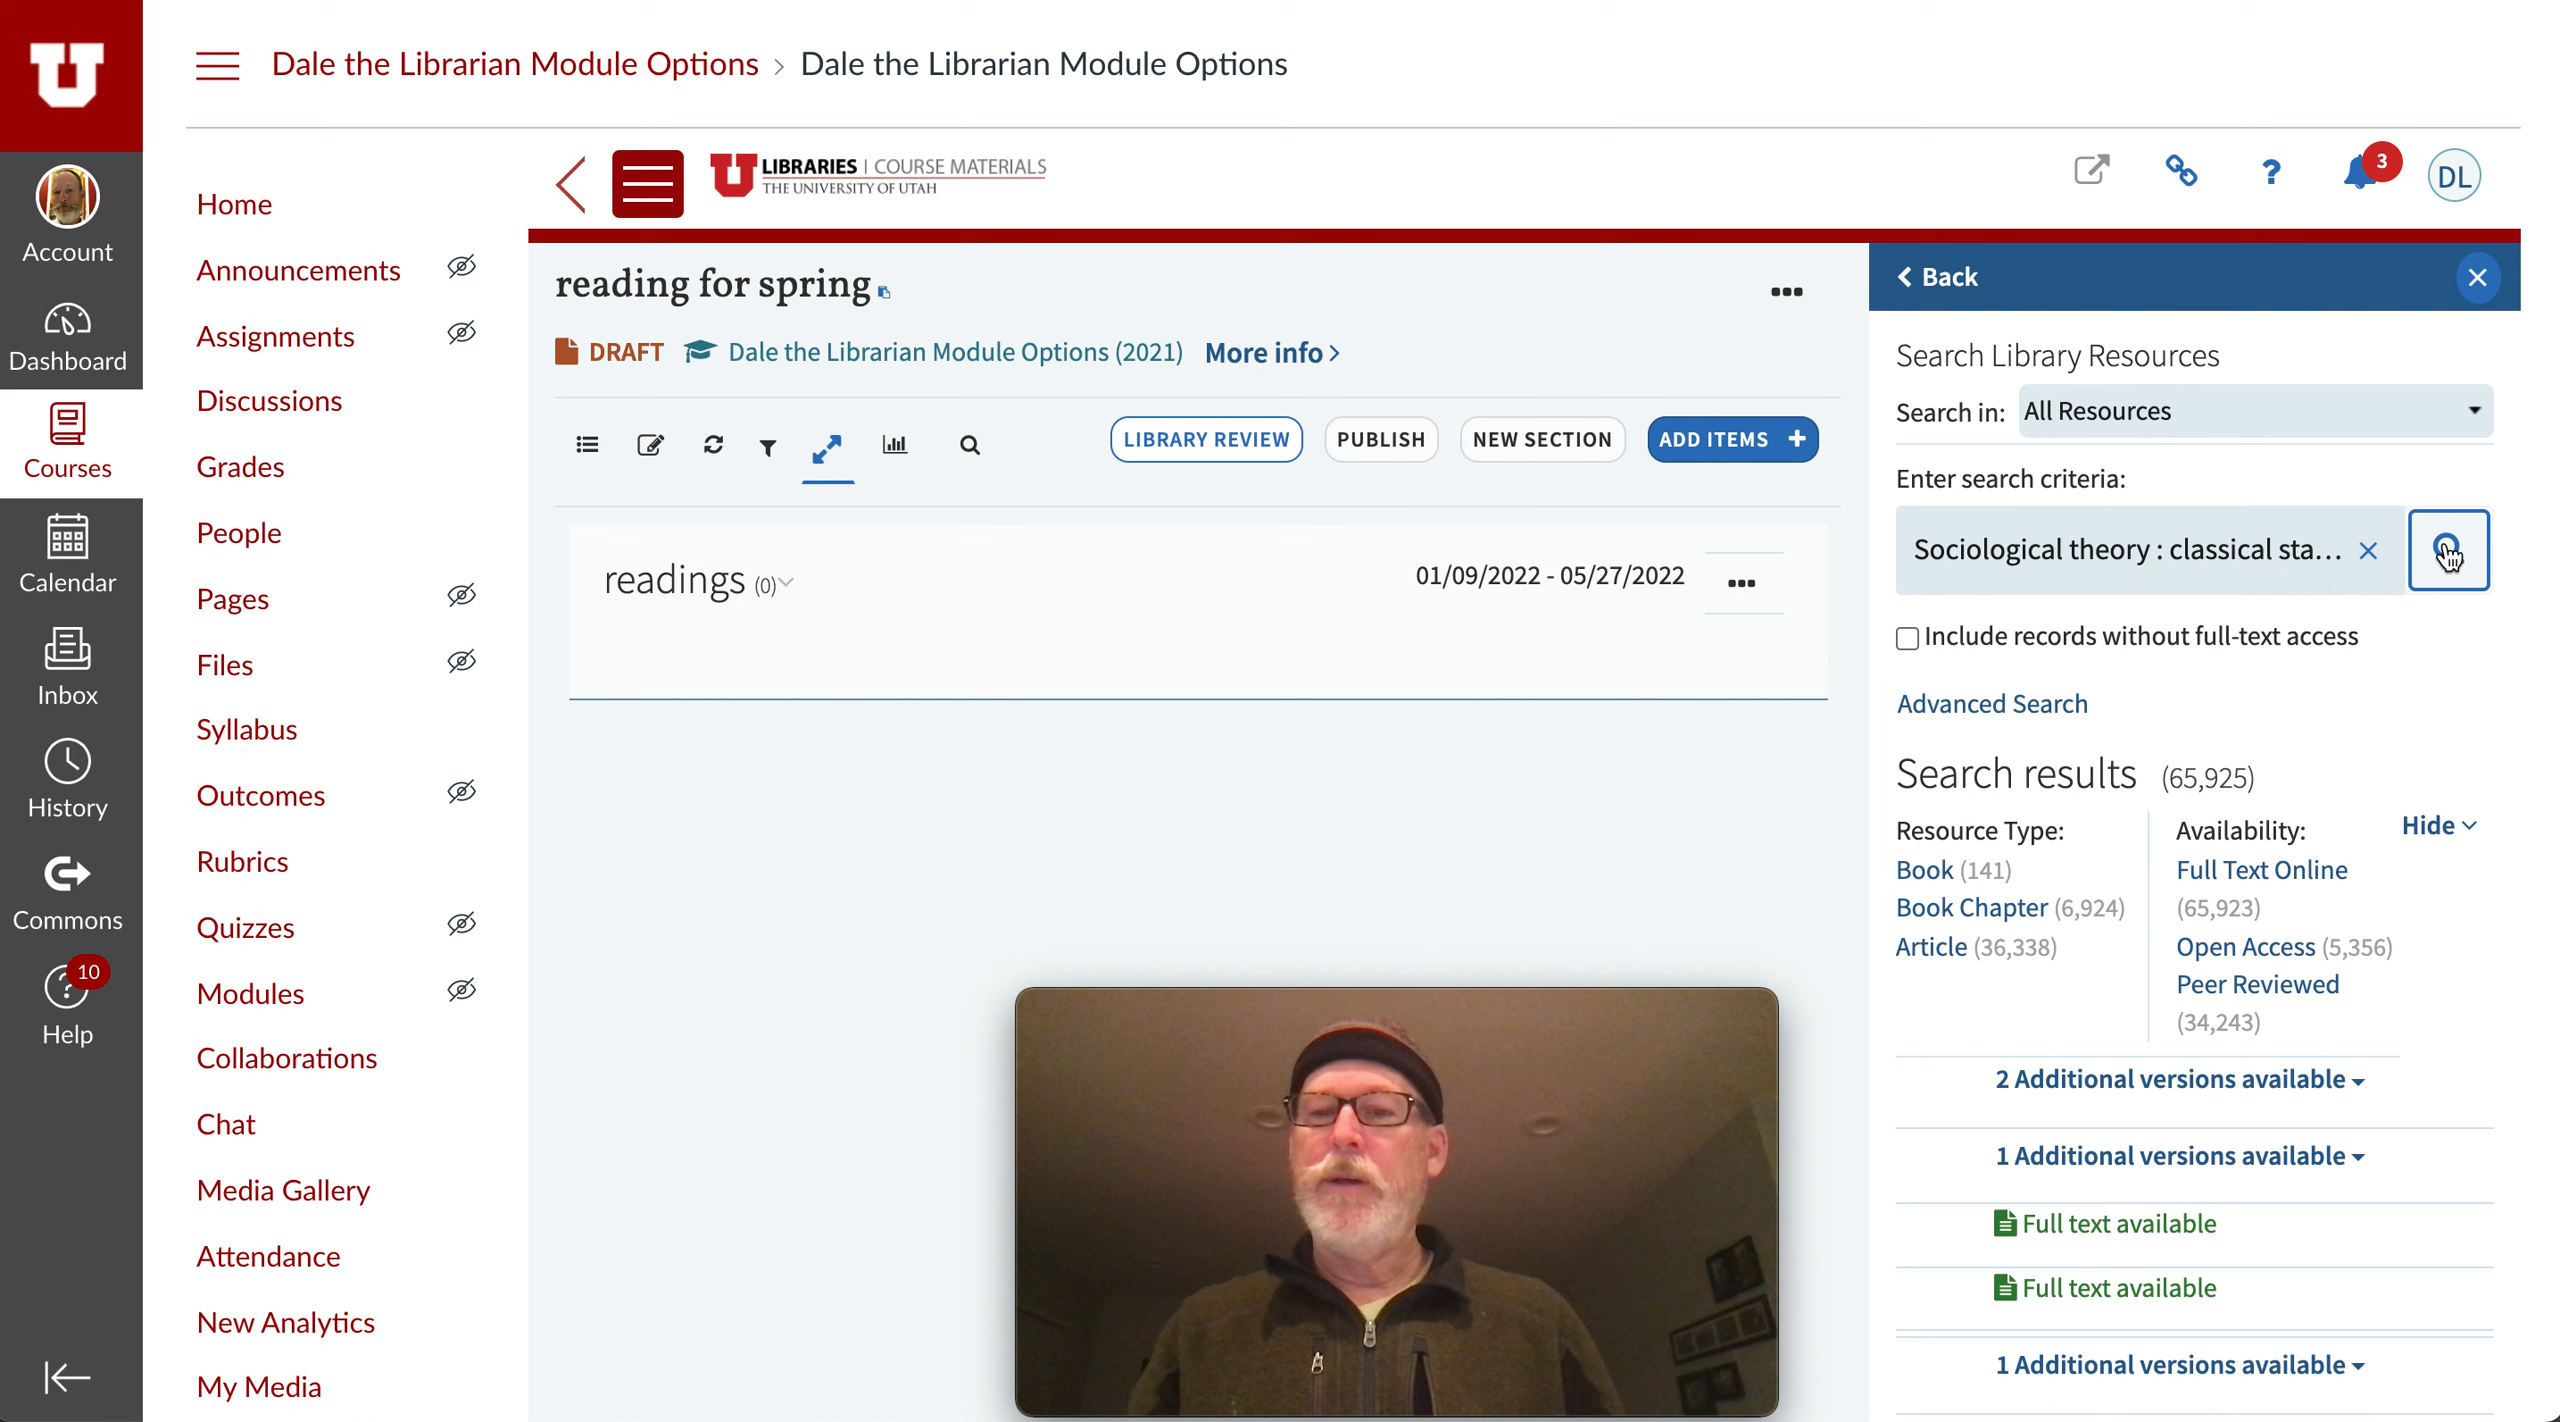 Dale the Librarian Module Options > Dale the Librarian Module Options
Account
Dashboard
Courses
Calendar
Inbox
History
Commons
10
Help
Home
Announcements
Assignments
Discussions
Grades
People
Pages
Files
Syllabus
Outcomes
Rubrics
Quizzes
Modules
Collaborations
Chat
Media Gallery
Attendance
New Analytics
My Media
U LIBRARIES | COURSE MATERIALS
THE UNIVERSITY OF UTAH
?
3
DL
reading for spring
DRAFT Dale the Librarian Module Options (2021) More info >
LIBRARY REVIEW PUBLISH NEW SECTION ADD ITEMS +
readings (0) 01/09/2022 - 05/27/2022
Back
Search Library Resources
Search in: All Resources
Enter search criteria:
Sociological theory : classical sta...
Include records without full-text access
Advanced Search
Search results (65,925)
Hide
Resource Type:
Book (141)
Book Chapter (6,924)
Article (36,338)
Availability:
Full Text Online
(65,923)
Open Access (5,356)
Peer Reviewed
(34,243)
2 Additional versions available
1 Additional versions available
Full text available
Full text available
1 Additional versions available